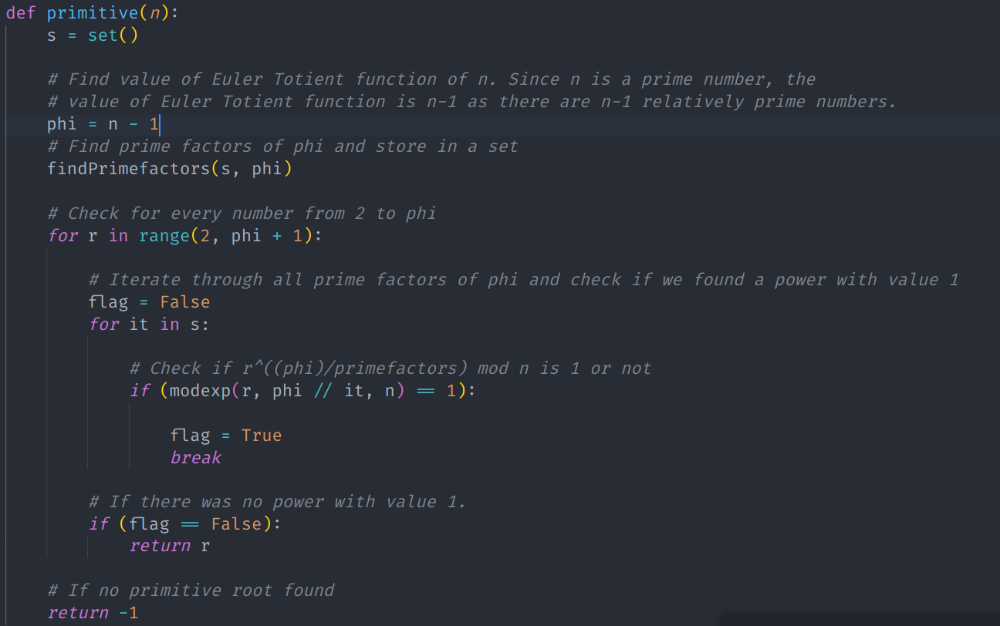 def primitive(n):
    s = set()

    # Find value of Euler Totient function of n. Since n is a prime number, the
    # value of Euler Totient function is n-1 as there are n-1 relatively prime numbers.
    phi = n - 1
    # Find prime factors of phi and store in a set
    findPrimefactors(s, phi)

    # Check for every number from 2 to phi
    for r in range(2, phi + 1):

        # Iterate through all prime factors of phi and check if we found a power with value 1
        flag = False
        for it in s:

            # Check if r^((phi)/primefactors) mod n is 1 or not
            if (modexp(r, phi // it, n) == 1):

                flag = True
                break

        # If there was no power with value 1.
        if (flag == False):
            return r

    # If no primitive root found
    return -1